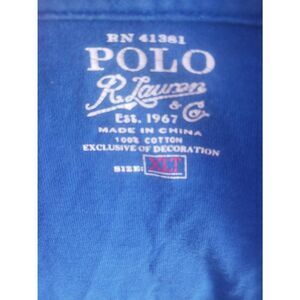 RN 41381
POLO
R. Lauren
& Co
EST. 1967
MADE IN CHINA
100% COTTON
EXCLUSIVE OF DECORATION
SIZE: XLT